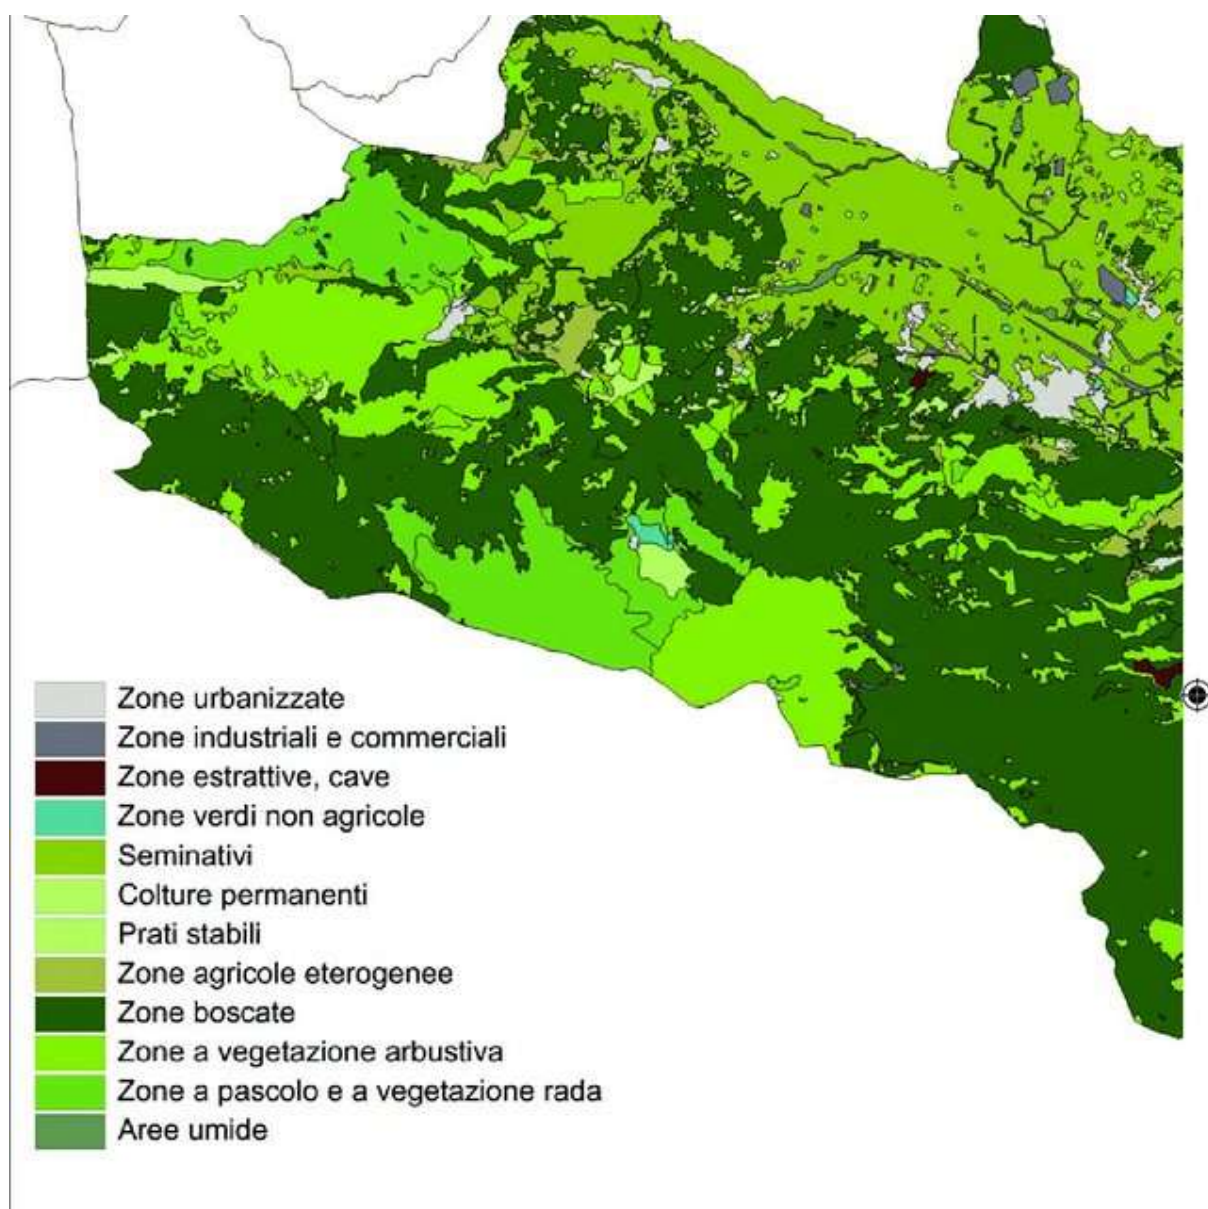 Zone urbanizzate
Zone industriali e commerciali
Zone estrattive, cave
Zone verdi non agricole
Seminativi
Colture permanenti
Prati stabili
Zone agricole eterogenee
Zone boscate
Zone a vegetazione arbustiva
Zone a pascolo e a vegetazione rada
Aree umide